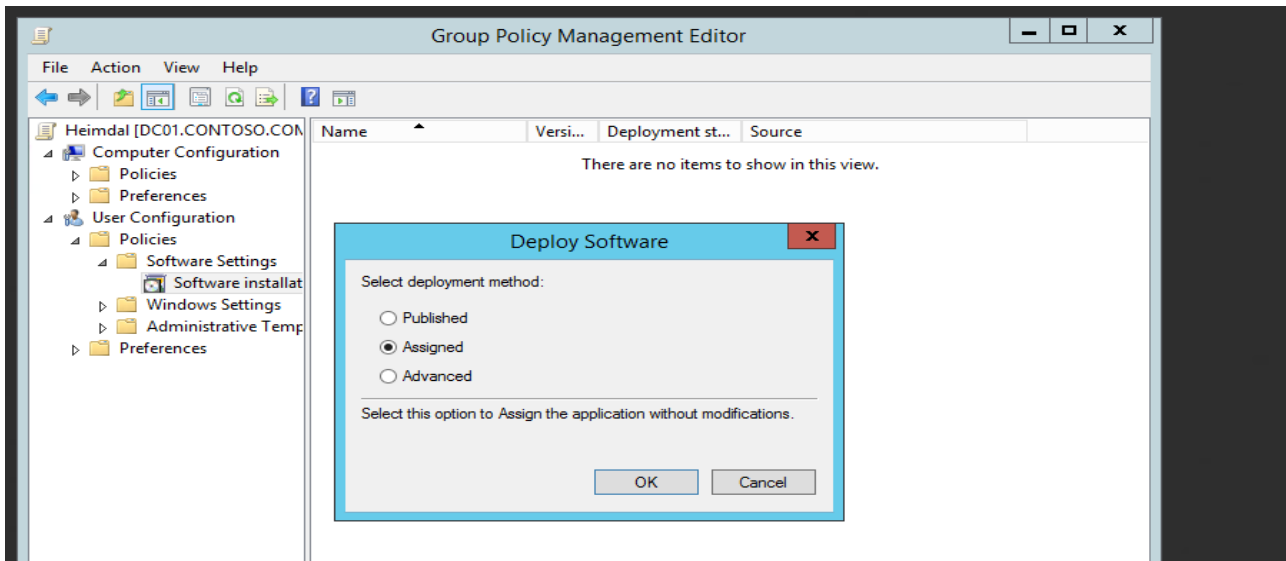 Group Policy Management Editor
File Action View Help
Heimdal [DC01.CONTOSO.CON
Computer Configuration
Policies
Preferences
User Configuration
Policies
Software Settings
Software installat
Windows Settings
Administrative Temp
Preferences
Name Versi... Deployment st... Source
There are no items to show in this view.
Deploy Software
Select deployment method:
Published
Assigned
Advanced
Select this option to Assign the application without modifications.
OK Cancel